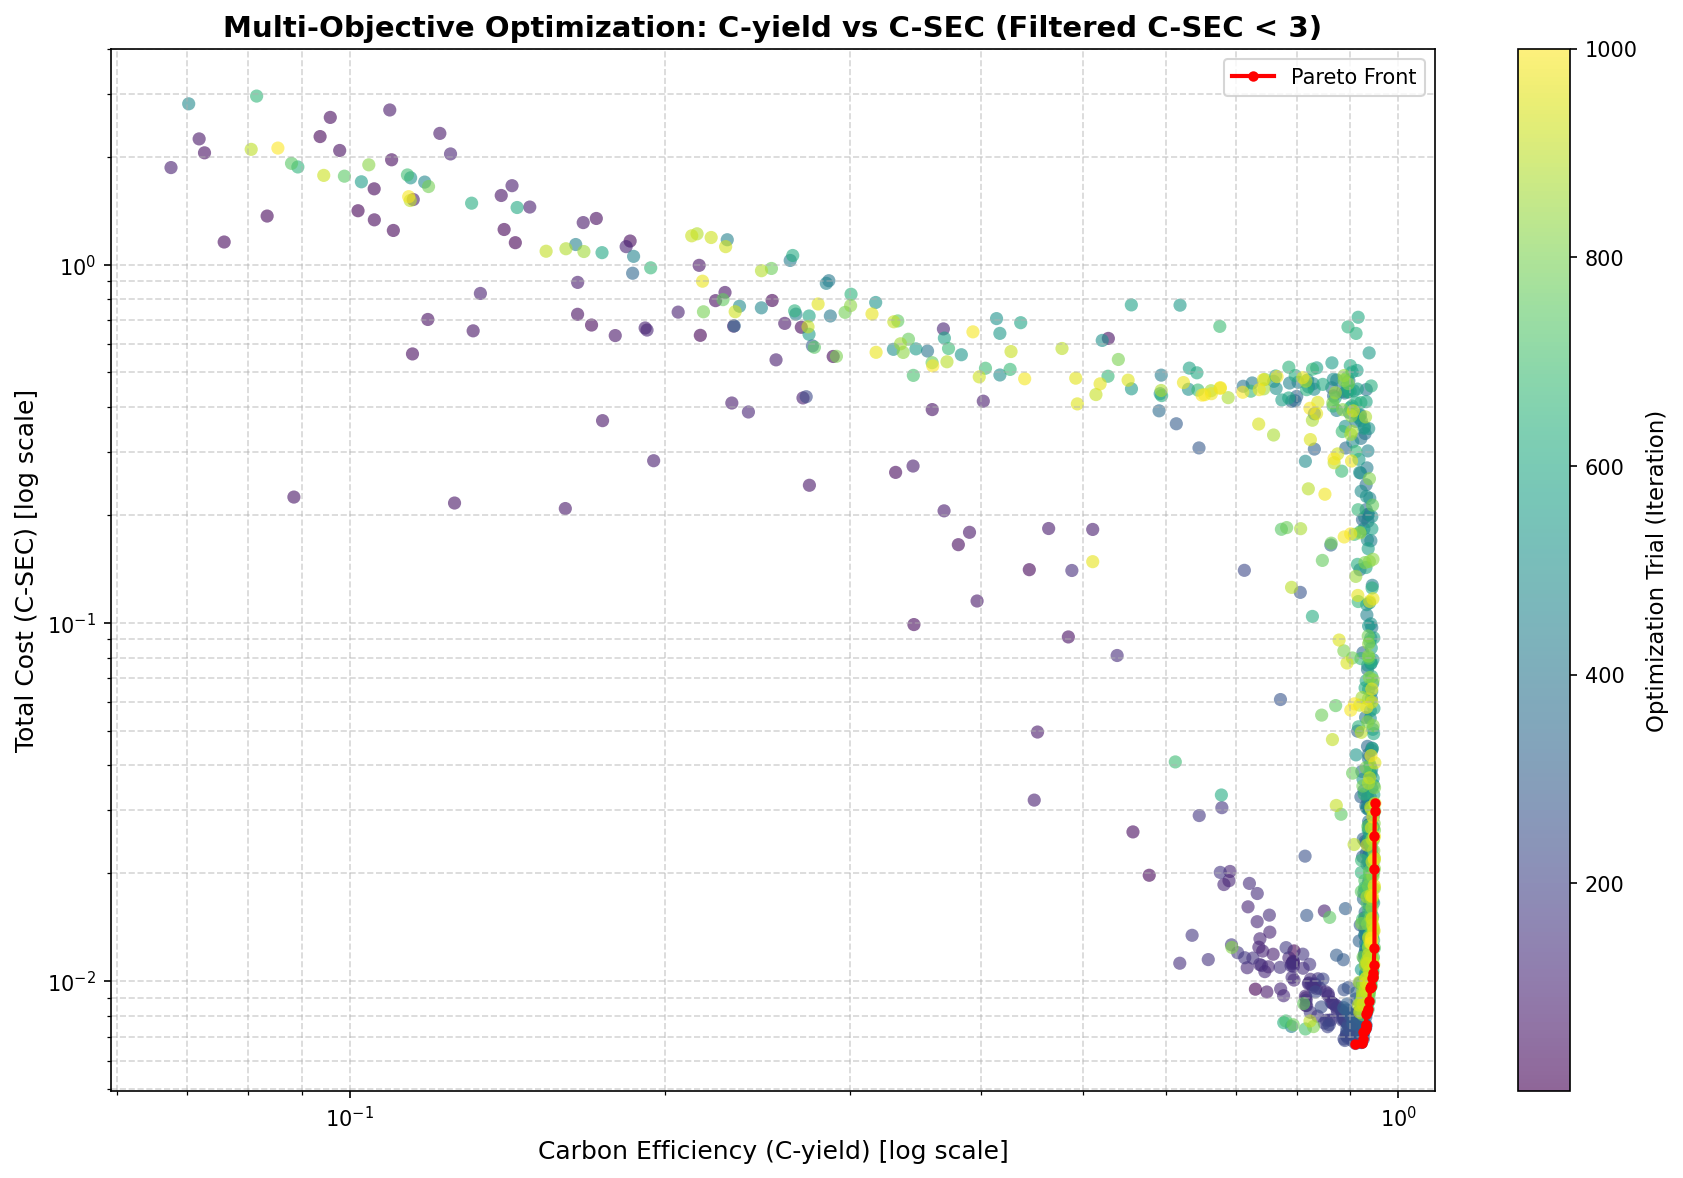 Multi-Objective Optimization: C-yield vs C-SEC (Filtered C-SEC < 3)
Pareto Front
Total Cost (C-SEC) [log scale]
10⁰
10⁻¹
10⁻²
10⁻¹
10⁰
Carbon Efficiency (C-yield) [log scale]
1000
800
600
400
200
Optimization Trial (Iteration)